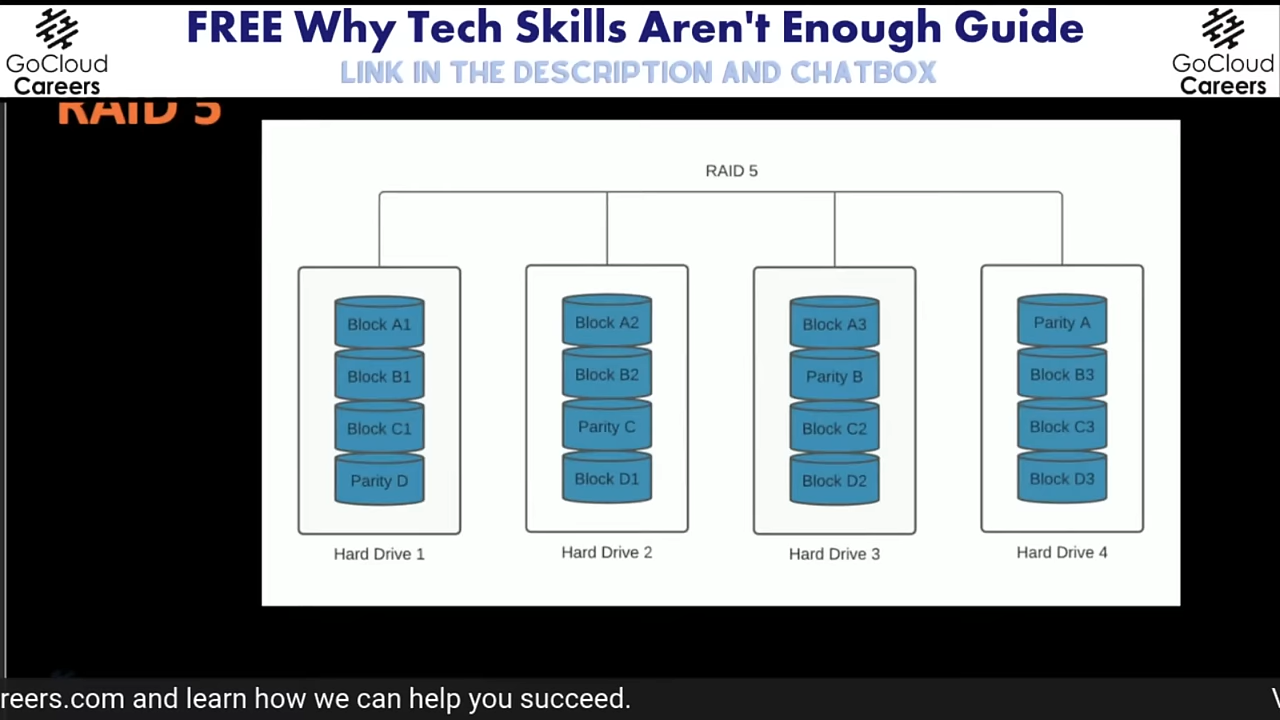 FREE Why Tech Skills Aren't Enough Guide
LINK IN THE DESCRIPTION AND CHATBOX
GoCloud
Careers
GoCloud
Careers
RAID 5
RAID 5
Block A1
Block B1
Block C1
Parity D
Hard Drive 1
Block A2
Block B2
Parity C
Block D1
Hard Drive 2
Block A3
Parity B
Block C2
Block D2
Hard Drive 3
Parity A
Block B3
Block C3
Block D3
Hard Drive 4
reers.com and learn how we can help you succeed.